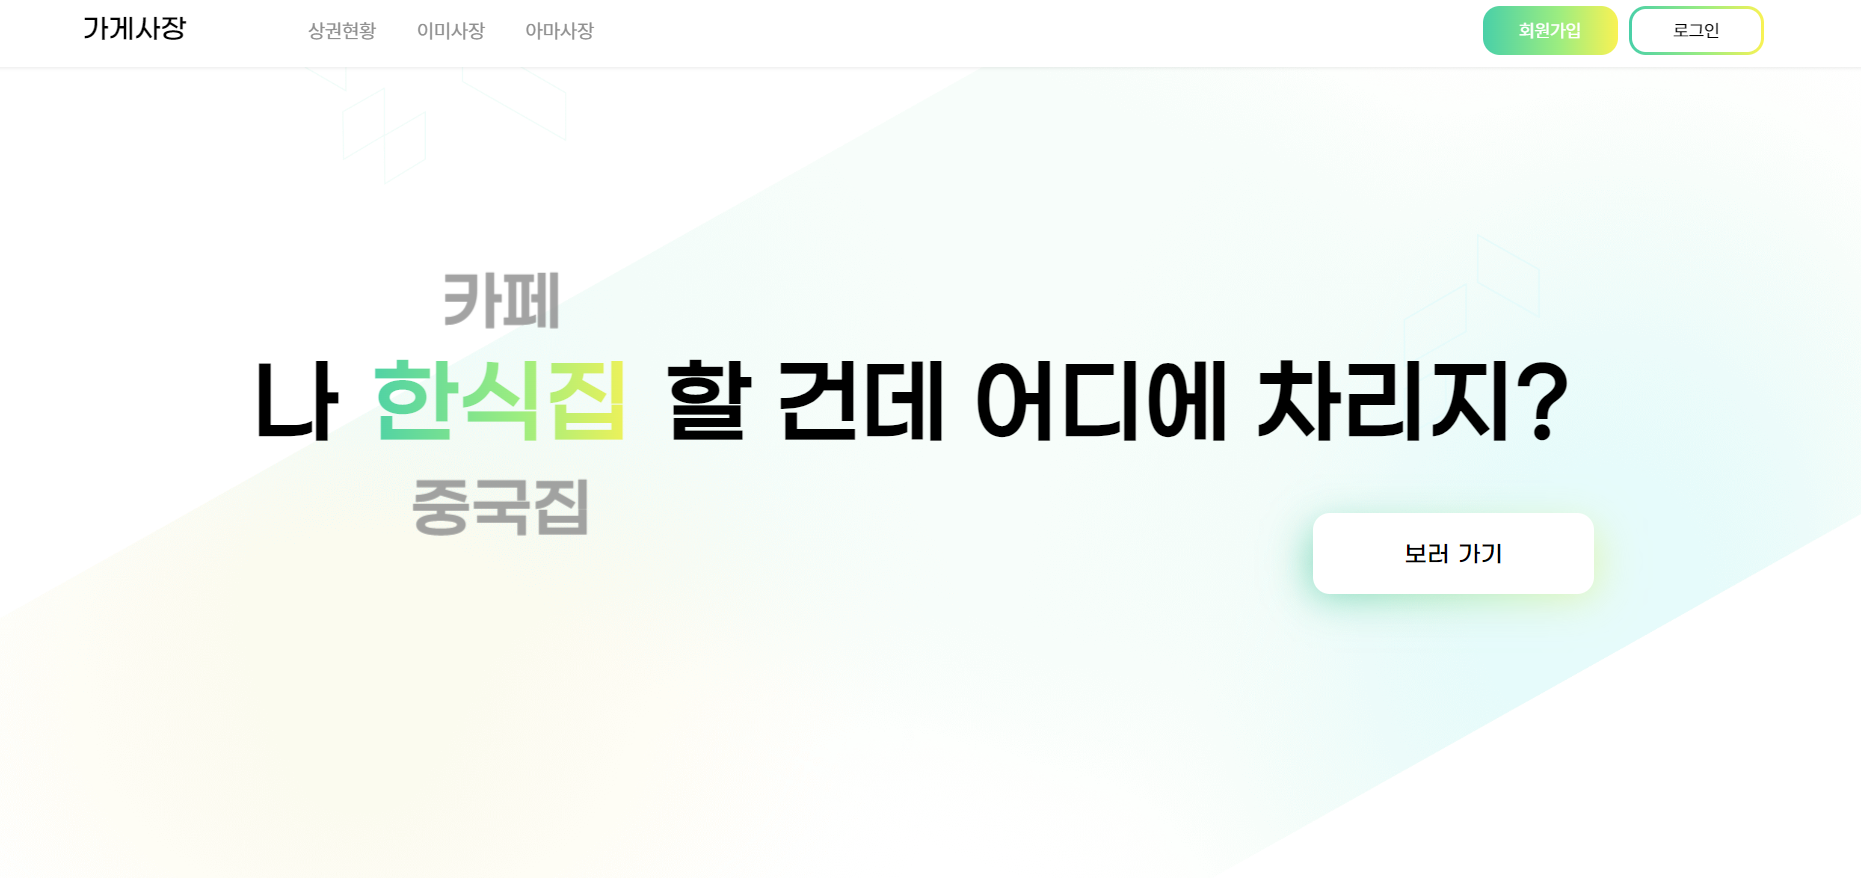 가게사장 상권현황 이미사장 아마사장 회원가입 로그인
카페
나 한식집 할 건데 어디에 차리지?
중국집
보러 가기